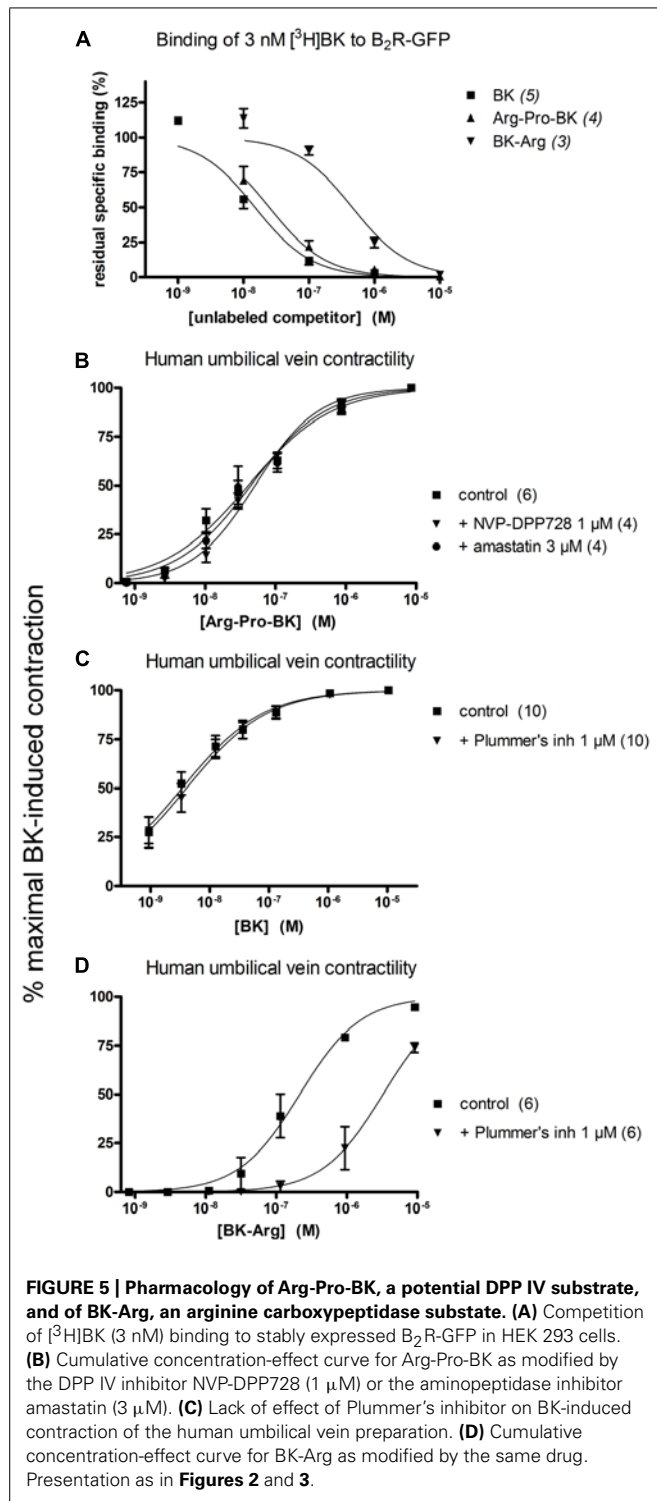 A Binding of 3 nM [³H]BK to B₂R-GFP
residual specific binding (%)
125
100
75
50
25
0
10⁻⁹ 10⁻⁸ 10⁻⁷ 10⁻⁶ 10⁻⁵
[unlabeled competitor] (M)
BK (5)
Arg-Pro-BK (4)
BK-Arg (3)
% maximal BK-induced contraction
B Human umbilical vein contractility
100
75
50
25
0
10⁻⁹ 10⁻⁸ 10⁻⁷ 10⁻⁶ 10⁻⁵
[Arg-Pro-BK] (M)
control (6)
+ NVP-DPP728 1 μM (4)
+ amastatin 3 μM (4)
C Human umbilical vein contractility
100
75
50
25
0
10⁻⁹ 10⁻⁸ 10⁻⁷ 10⁻⁶ 10⁻⁵
[BK] (M)
control (10)
+ Plummer's inh 1 μM (10)
D Human umbilical vein contractility
100
75
50
25
0
10⁻⁹ 10⁻⁸ 10⁻⁷ 10⁻⁶ 10⁻⁵
[BK-Arg] (M)
control (6)
+ Plummer's inh 1 μM (6)
FIGURE 5 | Pharmacology of Arg-Pro-BK, a potential DPP IV substrate,
and of BK-Arg, an arginine carboxypeptidase substate. (A) Competition
of [³H]BK (3 nM) binding to stably expressed B₂R-GFP in HEK 293 cells.
(B) Cumulative concentration-effect curve for Arg-Pro-BK as modified by
the DPP IV inhibitor NVP-DPP728 (1 μM) or the aminopeptidase inhibitor
amastatin (3 μM). (C) Lack of effect of Plummer's inhibitor on BK-induced
contraction of the human umbilical vein preparation. (D) Cumulative
concentration-effect curve for BK-Arg as modified by the same drug.
Presentation as in Figures 2 and 3.